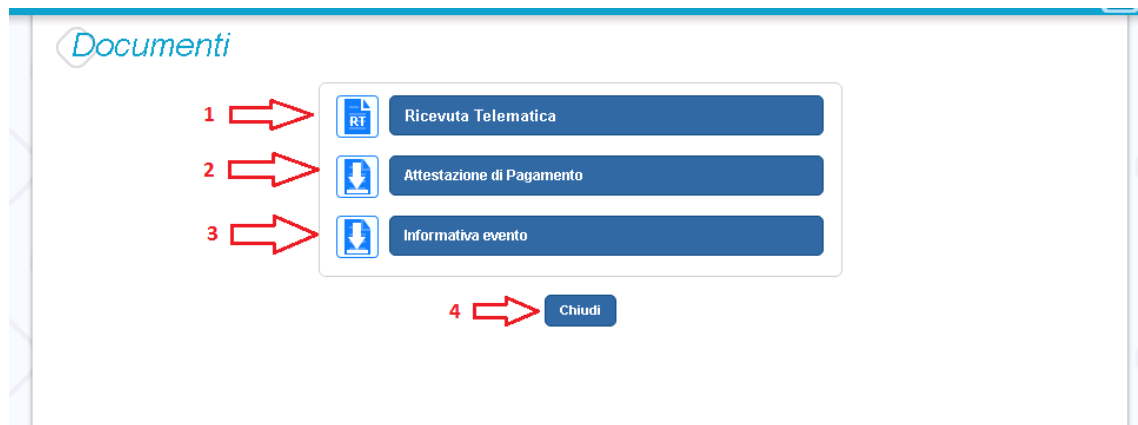 Documenti
1 RT Ricevuta Telematica
2 Attestazione di Pagamento
3 Informativa evento
4 Chiudi